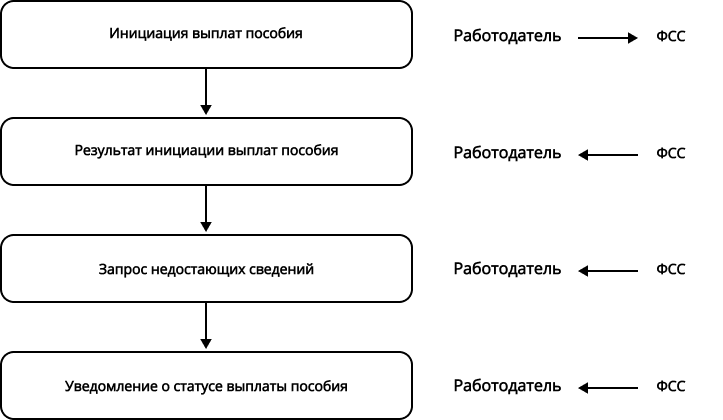 Инициация выплат пособия
Работодатель ФСС
Результат инициации выплат пособия
Работодатель ФСС
Запрос недостающих сведений
Работодатель ФСС
Уведомление о статусе выплаты пособия
Работодатель ФСС